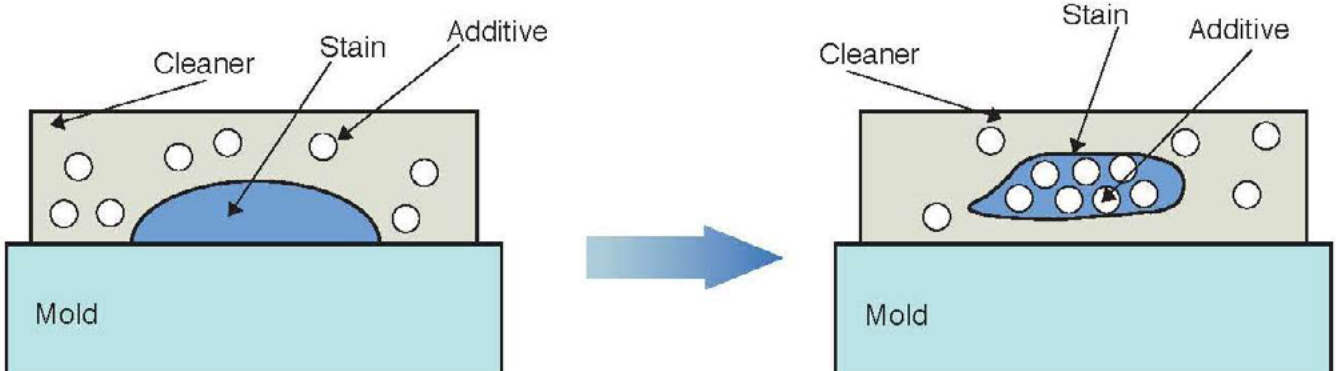 Cleaner
Stain
Additive
Mold
Cleaner
Stain
Additive
Mold